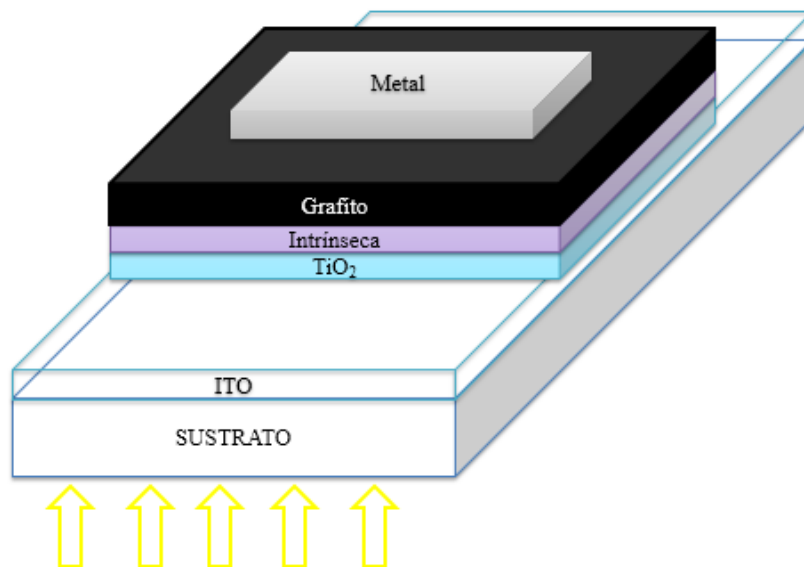 Metal
Grafito
Intrínseca
TiO₂
ITO
SUSTRATO